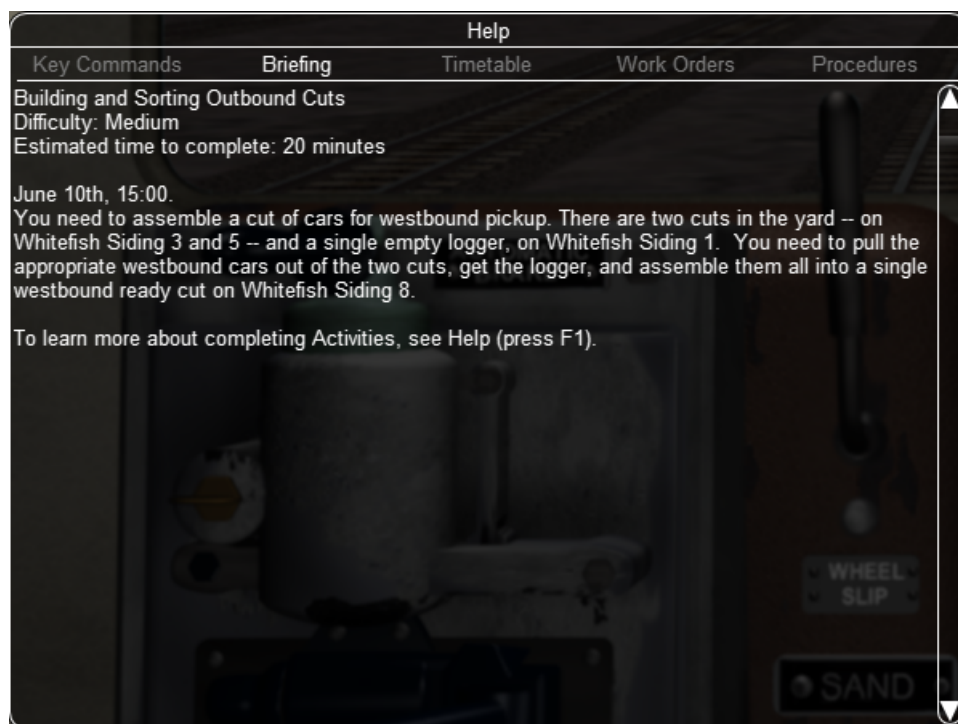 Help
Key Commands Briefing Timetable Work Orders Procedures
Building and Sorting Outbound Cuts
Difficulty: Medium
Estimated time to complete: 20 minutes
June 10th, 15:00.
You need to assemble a cut of cars for westbound pickup. There are two cuts in the yard -- on
Whitefish Siding 3 and 5 -- and a single empty logger, on Whitefish Siding 1.  You need to pull the
appropriate westbound cars out of the two cuts, get the logger, and assemble them all into a single
westbound ready cut on Whitefish Siding 8.
To learn more about completing Activities, see Help (press F1).
WHEEL
SLIP
SAND